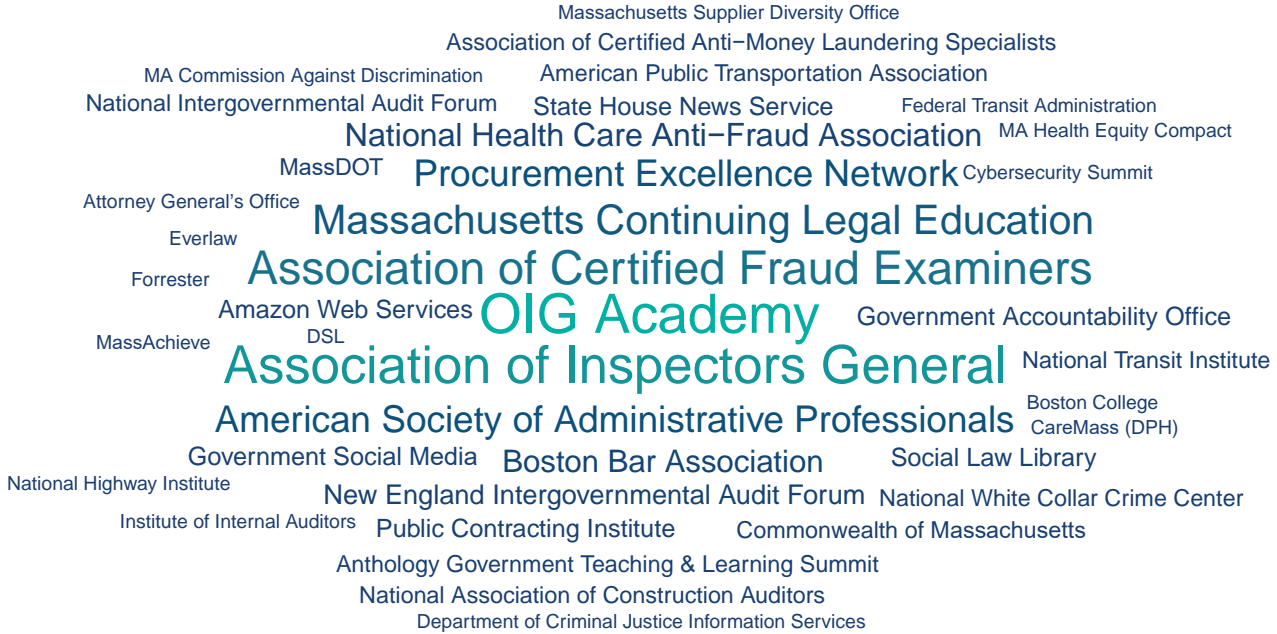 Massachusetts Supplier Diversity Office
Association of Certified Anti−Money Laundering Specialists
MA Commission Against Discrimination
American Public Transportation Association
National Intergovernmental Audit Forum
State House News Service
Federal Transit Administration
National Health Care Anti−Fraud Association
MA Health Equity Compact
MassDOT
Procurement Excellence Network
Cybersecurity Summit
Attorney General's Office
Massachusetts Continuing Legal Education
Everlaw
Association of Certified Fraud Examiners
Forrester
Amazon Web Services
OIG Academy
Government Accountability Office
MassAchieve
DSL
Association of Inspectors General
National Transit Institute
American Society of Administrative Professionals
Boston College
CareMass (DPH)
Government Social Media
Boston Bar Association
Social Law Library
National Highway Institute
New England Intergovernmental Audit Forum
National White Collar Crime Center
Institute of Internal Auditors
Public Contracting Institute
Commonwealth of Massachusetts
Anthology Government Teaching & Learning Summit
National Association of Construction Auditors
Department of Criminal Justice Information Services